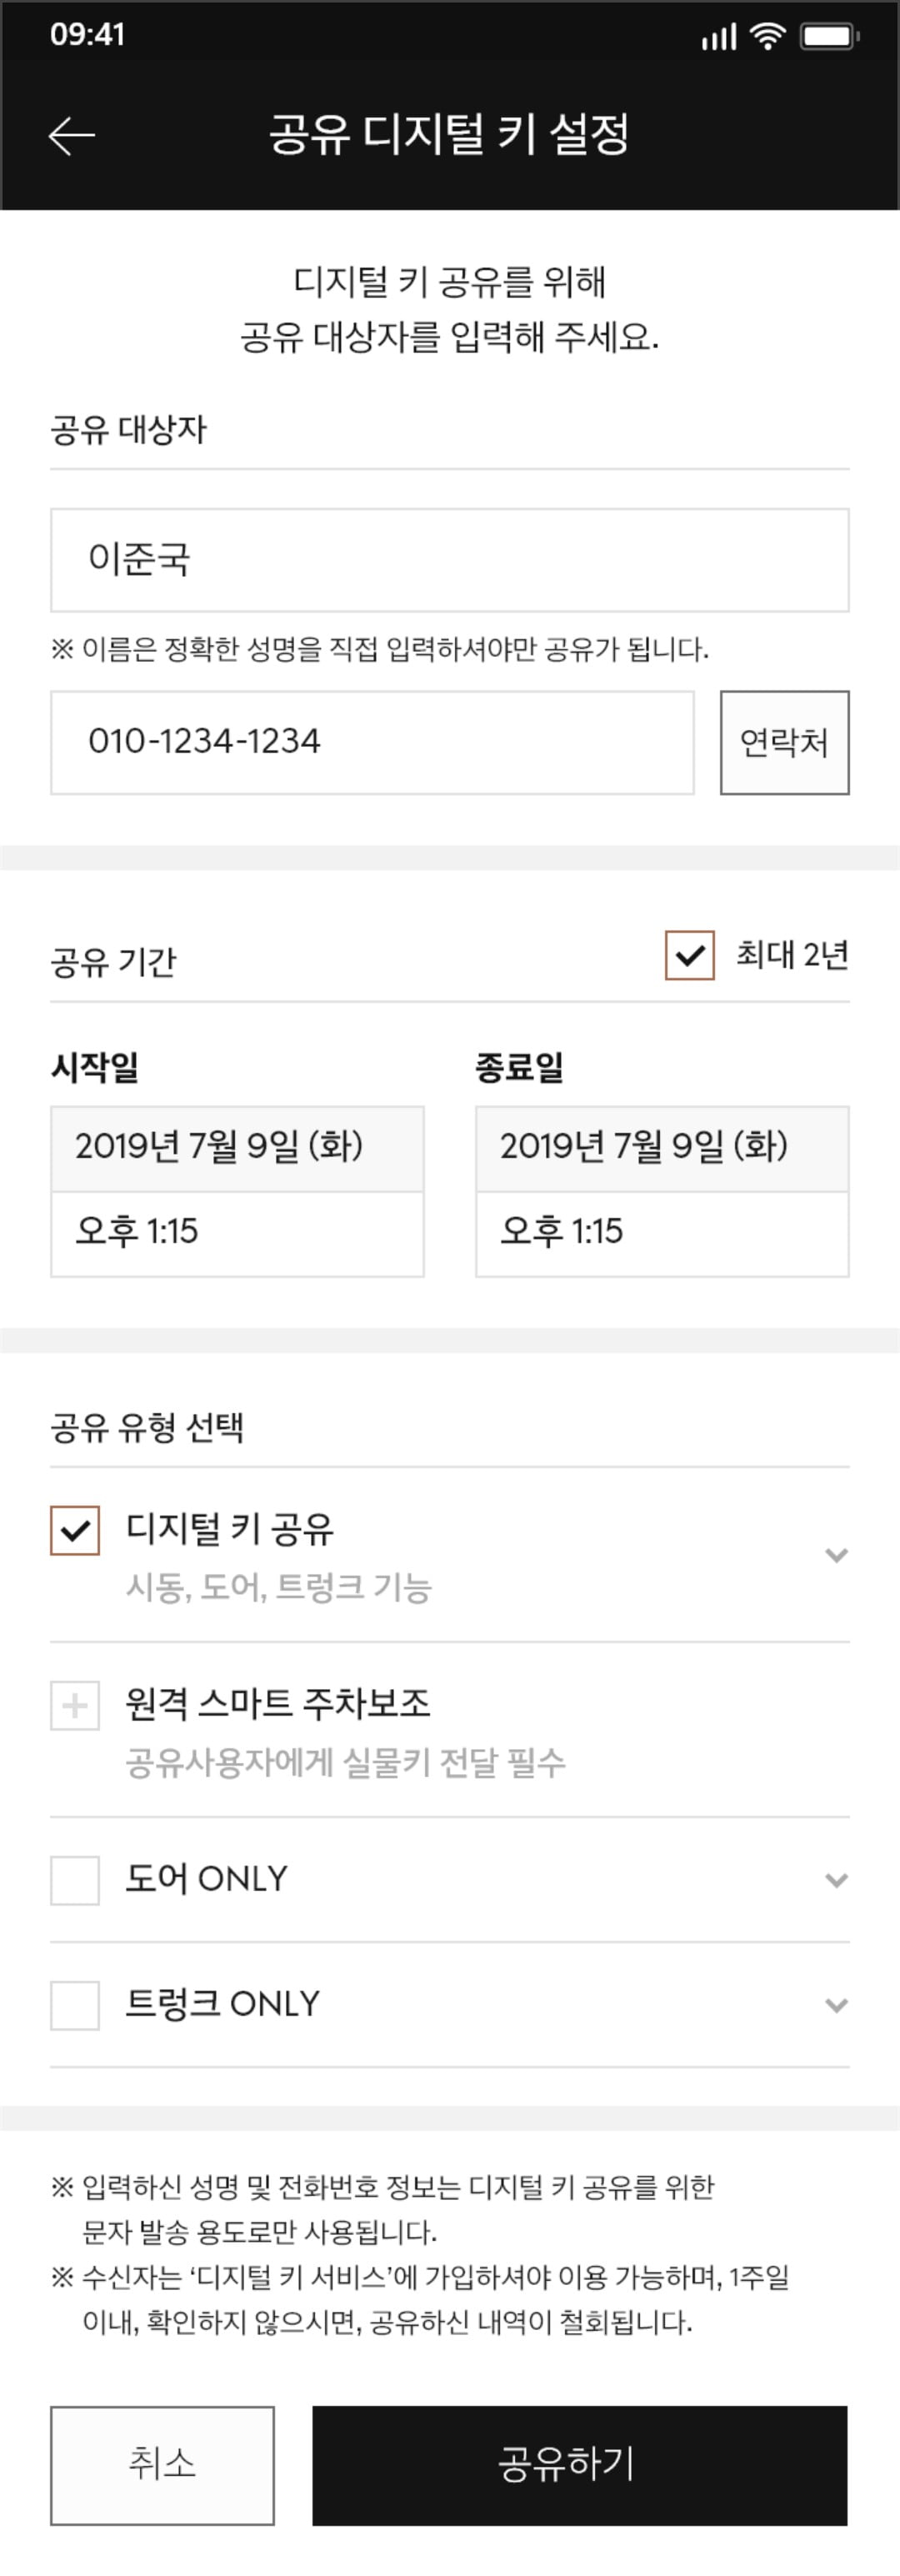 09:41
공유 디지털 키 설정
디지털 키 공유를 위해
공유 대상자를 입력해 주세요.
공유 대상자
이준국
※ 이름은 정확한 성명을 직접 입력하셔야만 공유가 됩니다.
010-1234-1234
연락처
공유 기간
최대 2년
시작일
종료일
2019년 7월 9일 (화)
2019년 7월 9일 (화)
오후 1:15
오후 1:15
공유 유형 선택
디지털 키 공유
시동, 도어, 트렁크 기능
원격 스마트 주차보조
공유사용자에게 실물키 전달 필수
도어 ONLY
트렁크 ONLY
※ 입력하신 성명 및 전화번호 정보는 디지털 키 공유를 위한
문자 발송 용도로만 사용됩니다.
※ 수신자는 ‘디지털 키 서비스’에 가입하셔야 이용 가능하며, 1주일
이내, 확인하지 않으시면, 공유하신 내역이 철회됩니다.
취소
공유하기